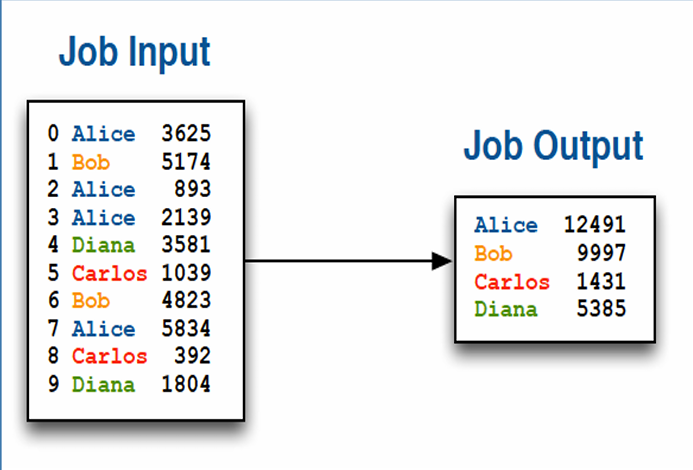 Job Input
0 Alice 3625
1 Bob 5174
2 Alice 893
3 Alice 2139
4 Diana 3581
5 Carlos 1039
6 Bob 4823
7 Alice 5834
8 Carlos 392
9 Diana 1804
Job Output
Alice 12491
Bob 9997
Carlos 1431
Diana 5385